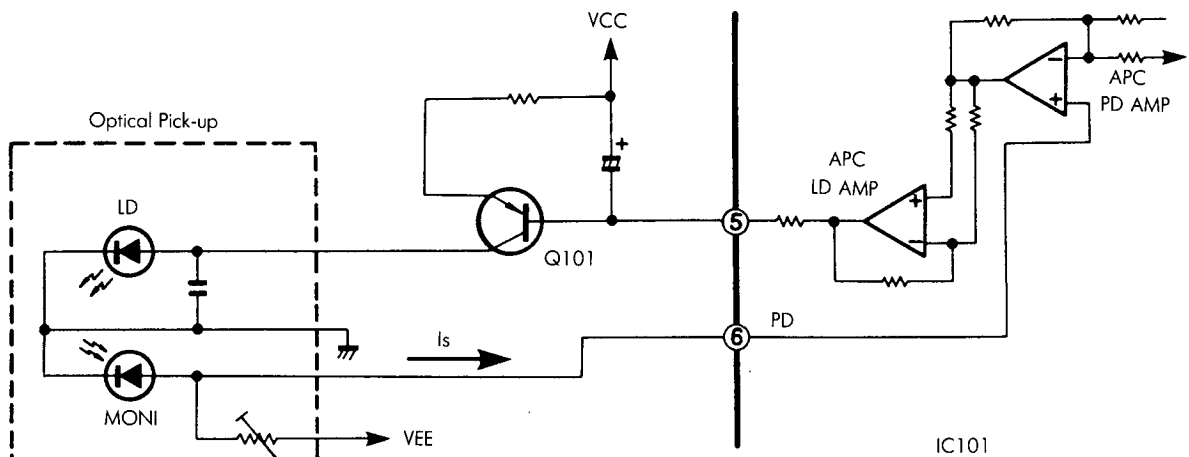 VCC
APC
PD AMP
Optical Pick-up
+
APC
LD AMP
LD
Q101
5
6
PD
Is
MONI
VEE
IC101